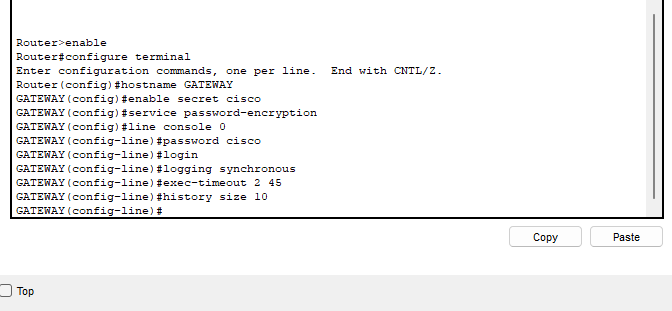 Router>enable
Router#configure terminal
Enter configuration commands, one per line.  End with CNTL/Z.
Router(config)#hostname GATEWAY
GATEWAY(config)#enable secret cisco
GATEWAY(config)#service password-encryption
GATEWAY(config)#line console 0
GATEWAY(config-line)#password cisco
GATEWAY(config-line)#login
GATEWAY(config-line)#logging synchronous
GATEWAY(config-line)#exec-timeout 2 45
GATEWAY(config-line)#history size 10
GATEWAY(config-line)#
Copy Paste
Top